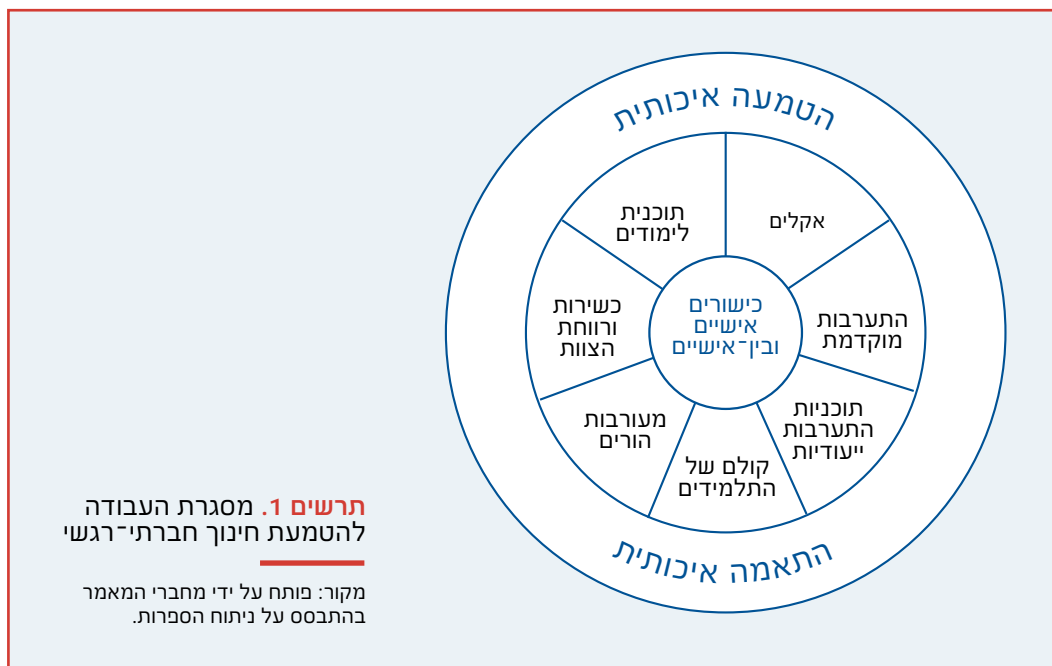 הטמעה איכותית
אקלים
תוכנית
לימודים
התערבות
מוקדמת
כשירות
ורווחת
הצוות
כישורים
אישיים
ובין־אישיים
תוכניות
התערבות
ייעודיות
קולם של
התלמידים
מעורבות
הורים
התאמה איכותית
תרשים 1. מסגרת העבודה
להטמעת חינוך חברתי־רגשי
מקור: פותח על ידי מחברי המאמר
בהתבסס על ניתוח הספרות.